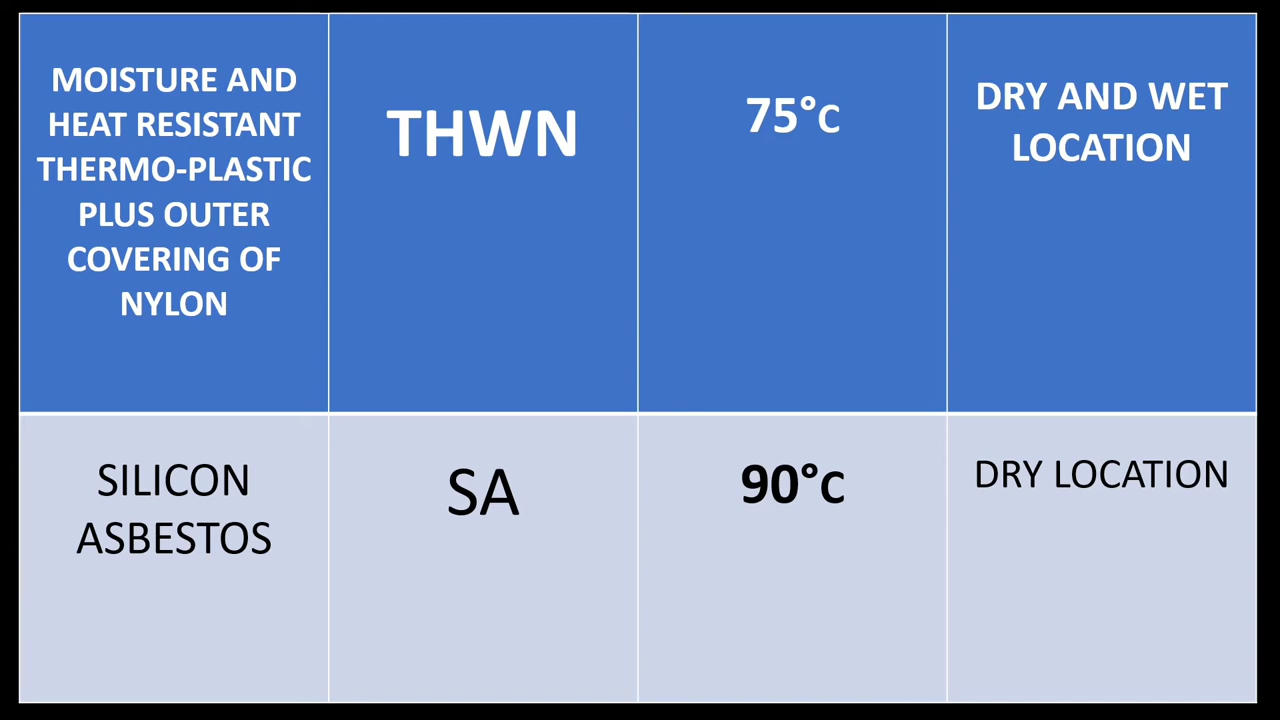 MOISTURE AND
HEAT RESISTANT
THERMO-PLASTIC
PLUS OUTER
COVERING OF
NYLON
THWN
75°C
DRY AND WET
LOCATION
SILICON
ASBESTOS
SA
90°C
DRY LOCATION